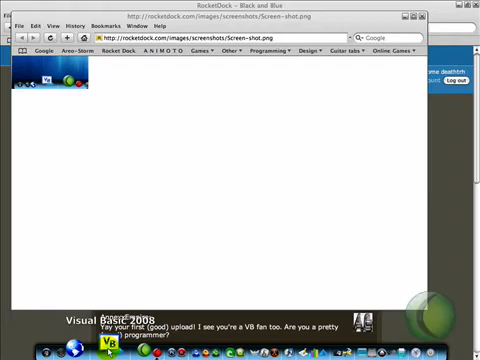 RocketDock - Black and Blue
http://rocketdock.com/images/screenshots/Screen-shot.png
File Edit View History Bookmarks Window Help
http://rocketdock.com/images/screenshots/Screen-shot.png
Google
Google Areo-Storm Rocket Dock A N I M O T O Games Other Programming Design Guitar tabs Online Games
VB
ome deathtrh
ount Log out
Visual Basic 2008
Yay your first (good) upload! I see you're a VB fan too. Are you a pretty
programmer?
VB